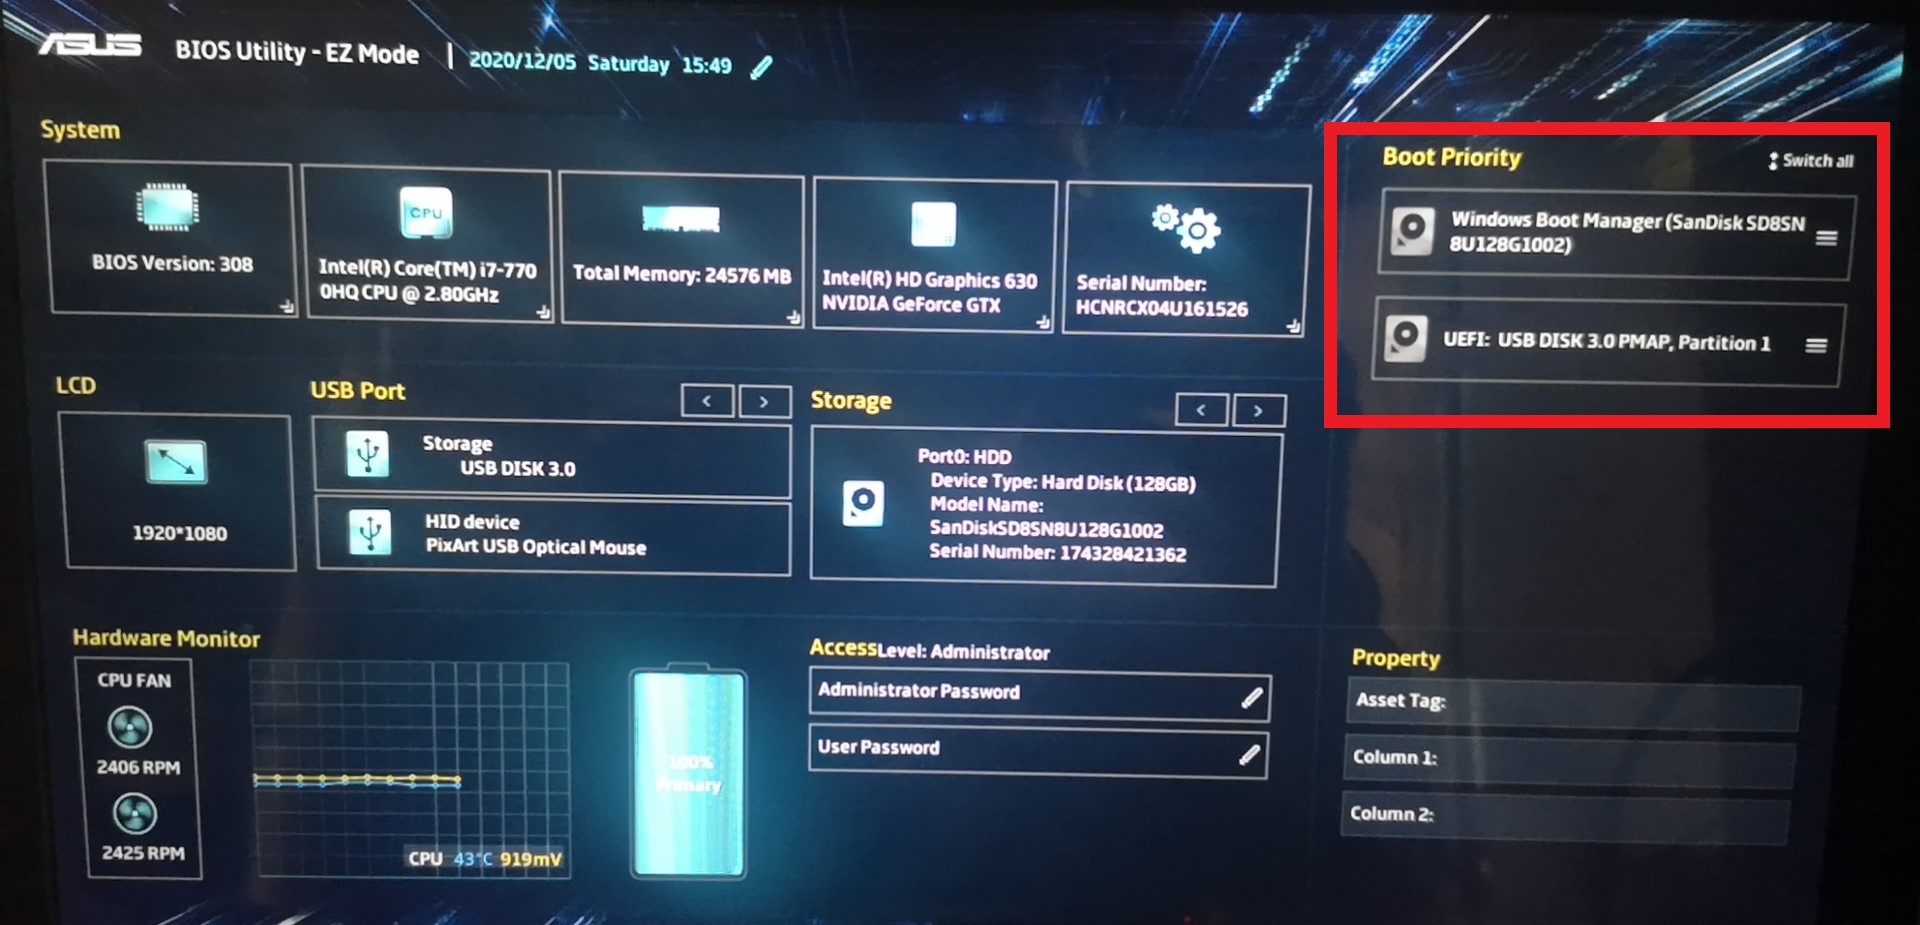 ASUS
BIOS Utility - EZ Mode
2020/12/05 Saturday 15:49
System
BIOS Version: 308
Intel(R) Core(TM) i7-770
0HQ CPU @ 2.80GHz
Total Memory: 24576 MB
Intel(R) HD Graphics 630
NVIDIA GeForce GTX
Serial Number:
HCNRCX04U161526
Boot Priority
Switch all
Windows Boot Manager (SanDisk SD8SN
8U128G1002)
UEFI: USB DISK 3.0 PMAP, Partition 1
LCD
1920*1080
USB Port
< >
Storage
USB DISK 3.0
HID device
PixArt USB Optical Mouse
Storage
< >
Port0: HDD
Device Type: Hard Disk (128GB)
Model Name:
SanDiskSD8SN8U128G1002
Serial Number: 174328421362
Hardware Monitor
CPU FAN
2406 RPM
2425 RPM
CPU 43°C 919mV
100%
Primary
AccessLevel: Administrator
Administrator Password
User Password
Property
Asset Tag:
Column 1:
Column 2: